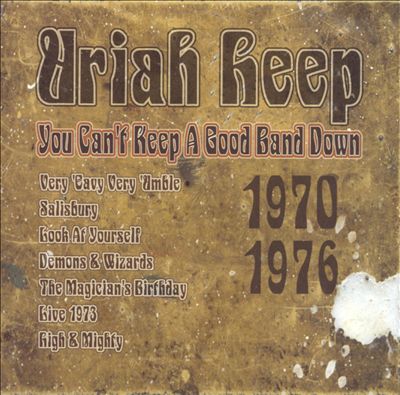 Uriah Heep
You Can't Keep A Good Band Down
Very 'Eavy Very 'Umble
Salisbury
Look At Yourself
Demons & Wizards
The Magician's Birthday
Live 1973
High & Mighty
1970
1976